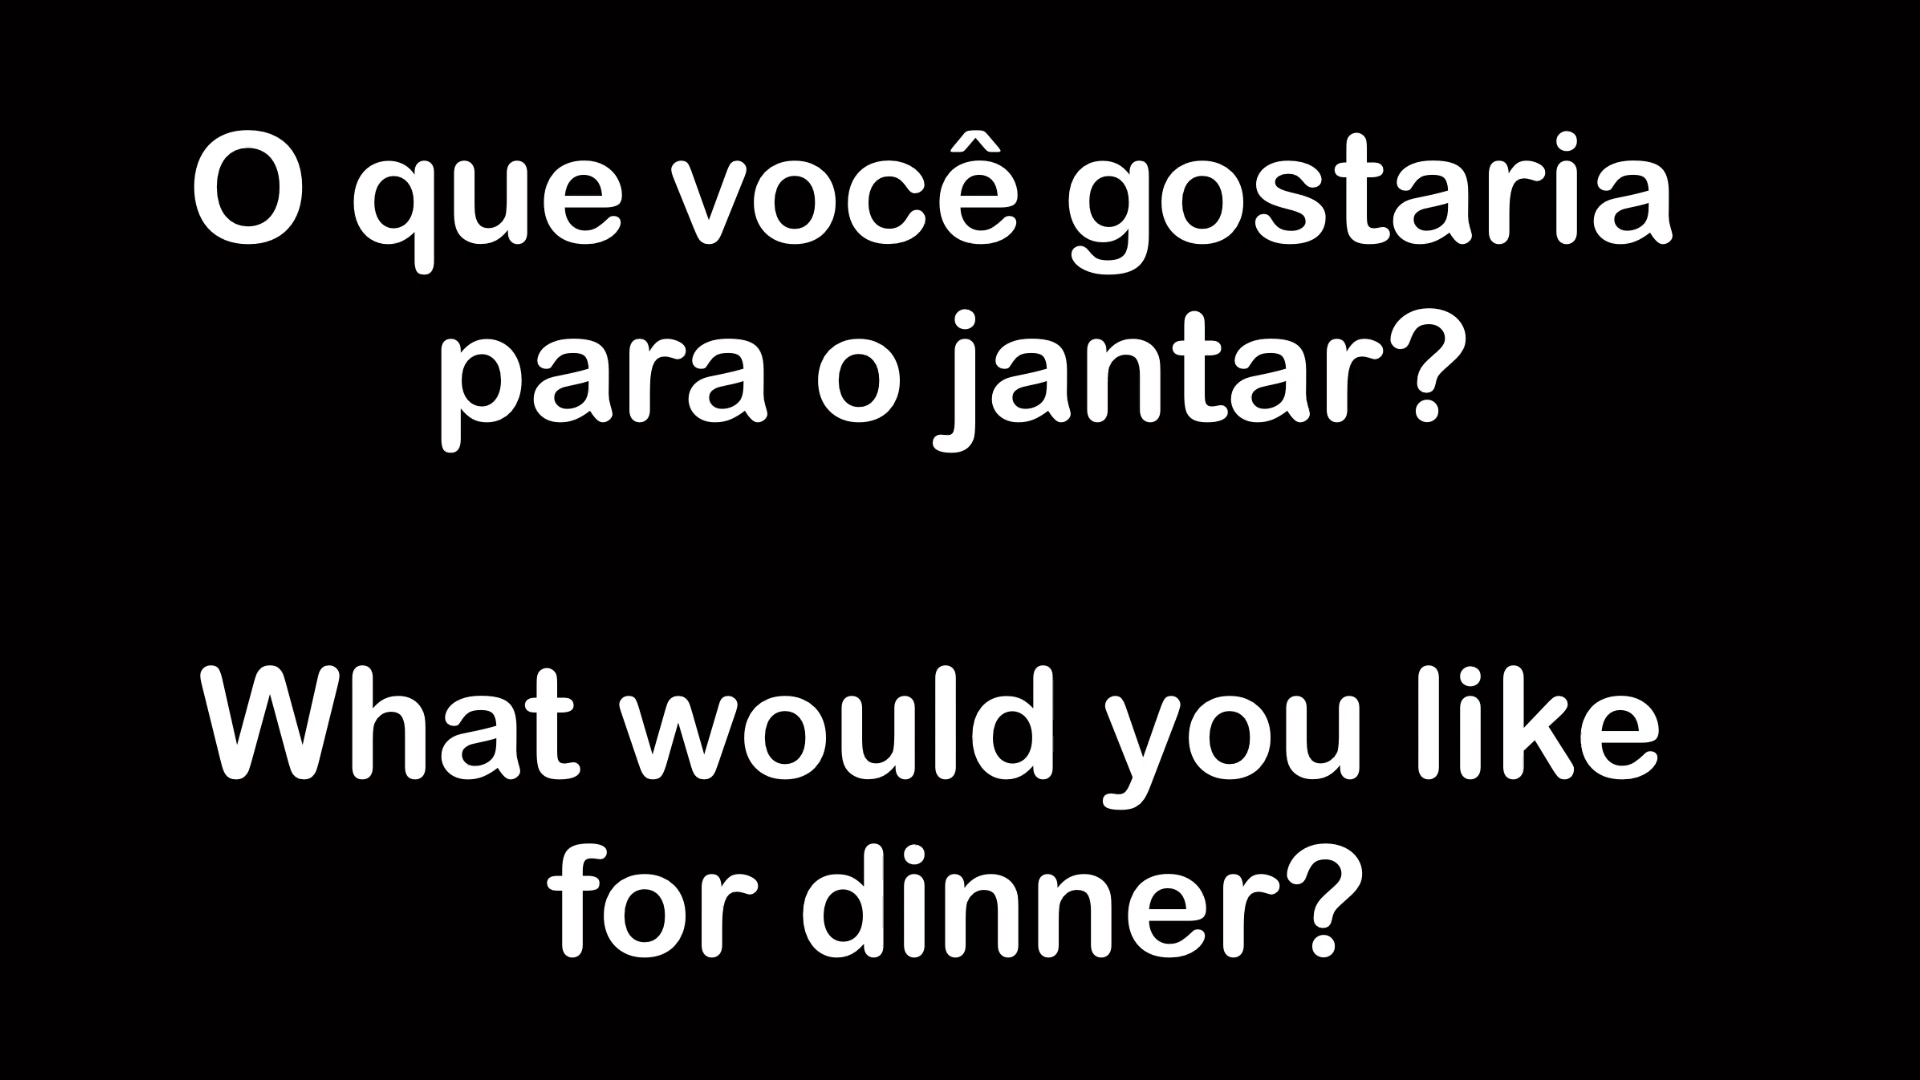 O que você gostaria
para o jantar?
What would you like
for dinner?